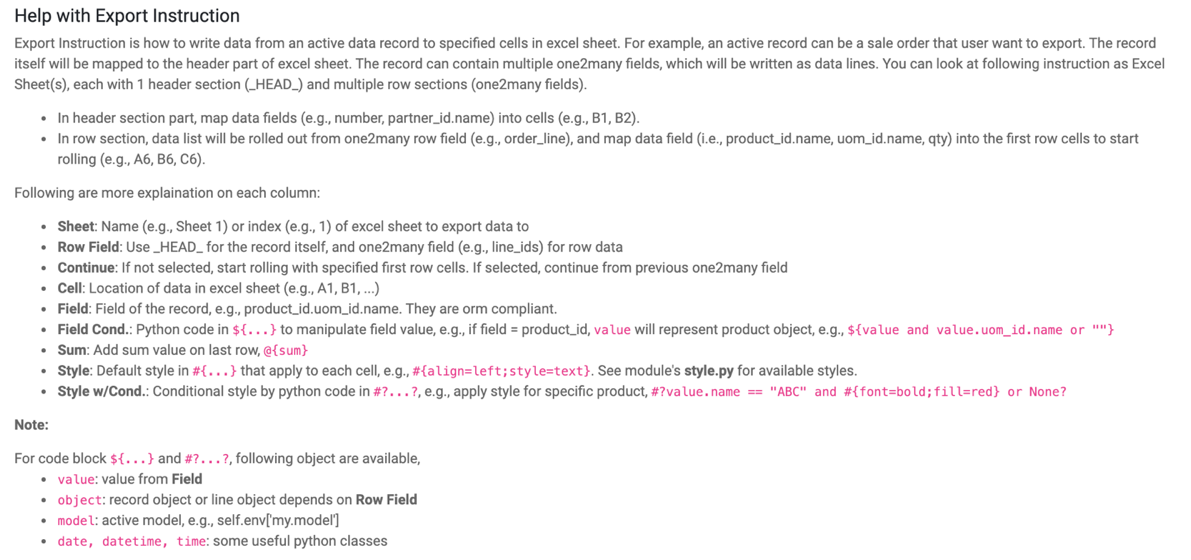 Help with Export Instruction
Export Instruction is how to write data from an active data record to specified cells in excel sheet. For example, an active record can be a sale order that user want to export. The record
itself will be mapped to the header part of excel sheet. The record can contain multiple one2many fields, which will be written as data lines. You can look at following instruction as Excel
Sheet(s), each with 1 header section (_HEAD_) and multiple row sections (one2many fields).
• In header section part, map data fields (e.g., number, partner_id.name) into cells (e.g., B1, B2).
• In row section, data list will be rolled out from one2many row field (e.g., order_line), and map data field (i.e., product_id.name, uom_id.name, qty) into the first row cells to start
rolling (e.g., A6, B6, C6).
Following are more explaination on each column:
• Sheet: Name (e.g., Sheet 1) or index (e.g., 1) of excel sheet to export data to
• Row Field: Use _HEAD_ for the record itself, and one2many field (e.g., line_ids) for row data
• Continue: If not selected, start rolling with specified first row cells. If selected, continue from previous one2many field
• Cell: Location of data in excel sheet (e.g., A1, B1, ...)
• Field: Field of the record, e.g., product_id.uom_id.name. They are orm compliant.
• Field Cond.: Python code in ${...} to manipulate field value, e.g., if field = product_id, value will represent product object, e.g., ${value and value.uom_id.name or ""}
• Sum: Add sum value on last row, @{sum}
• Style: Default style in #{...} that apply to each cell, e.g., #{align=left;style=text}. See module's style.py for available styles.
• Style w/Cond.: Conditional style by python code in #?...?, e.g., apply style for specific product, #?value.name == "ABC" and #{font=bold;fill=red} or None?
Note:
For code block ${...} and #?...?, following object are available,
• value: value from Field
• object: record object or line object depends on Row Field
• model: active model, e.g., self.env['my.model']
• date, datetime, time: some useful python classes